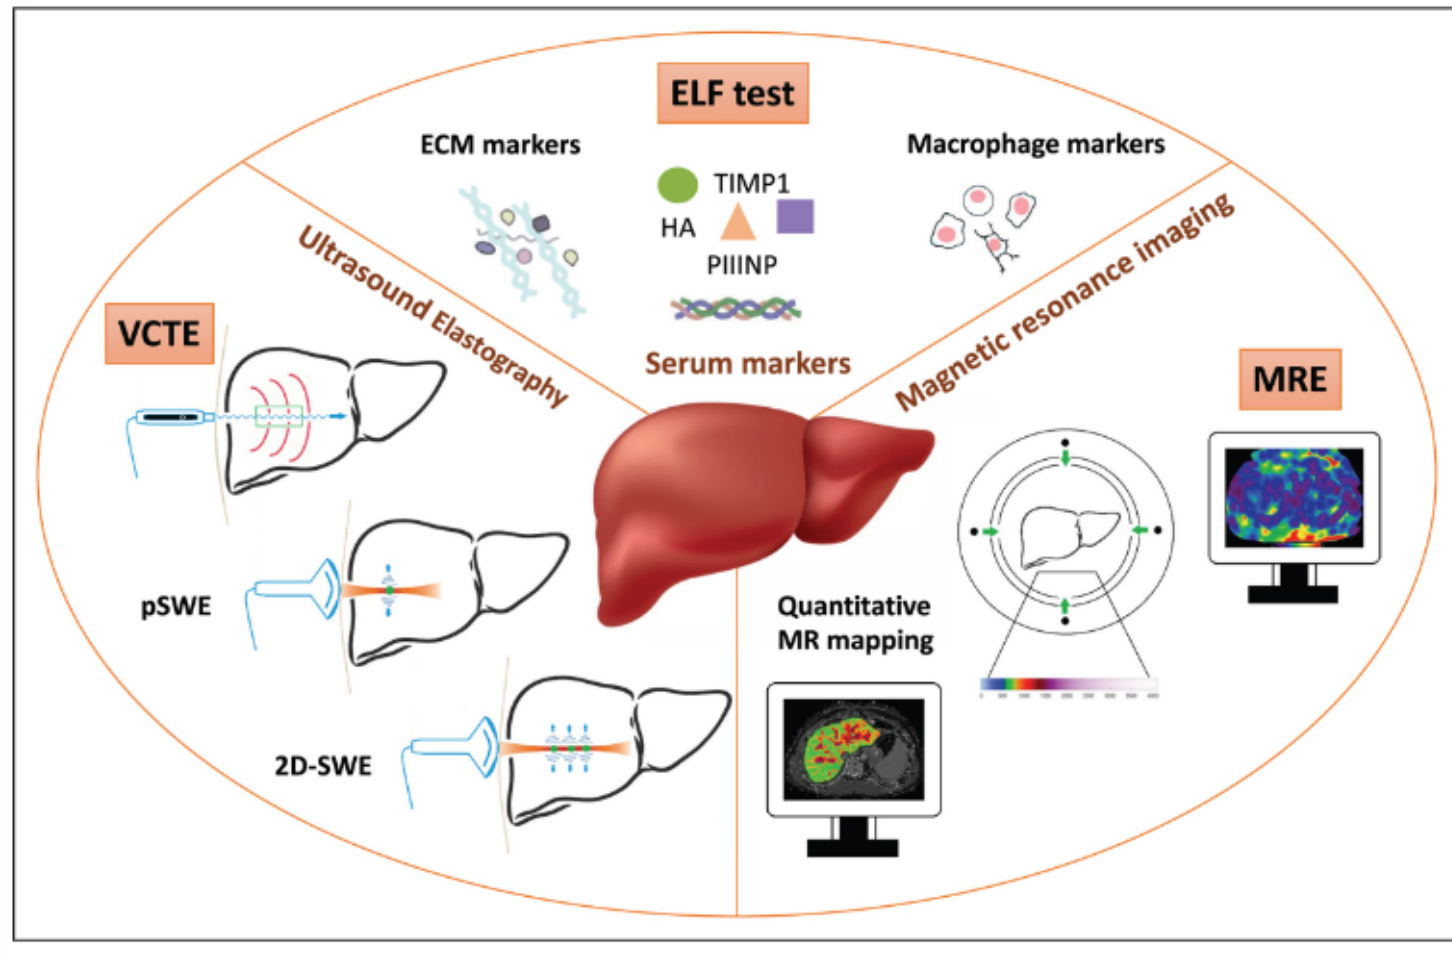 ELF test
ECM markers
Macrophage markers
TIMP1
HA
PIIINP
Serum markers
Ultrasound Elastography
VCTE
pSWE
2D-SWE
Magnetic resonance imaging
MRE
Quantitative
MR mapping